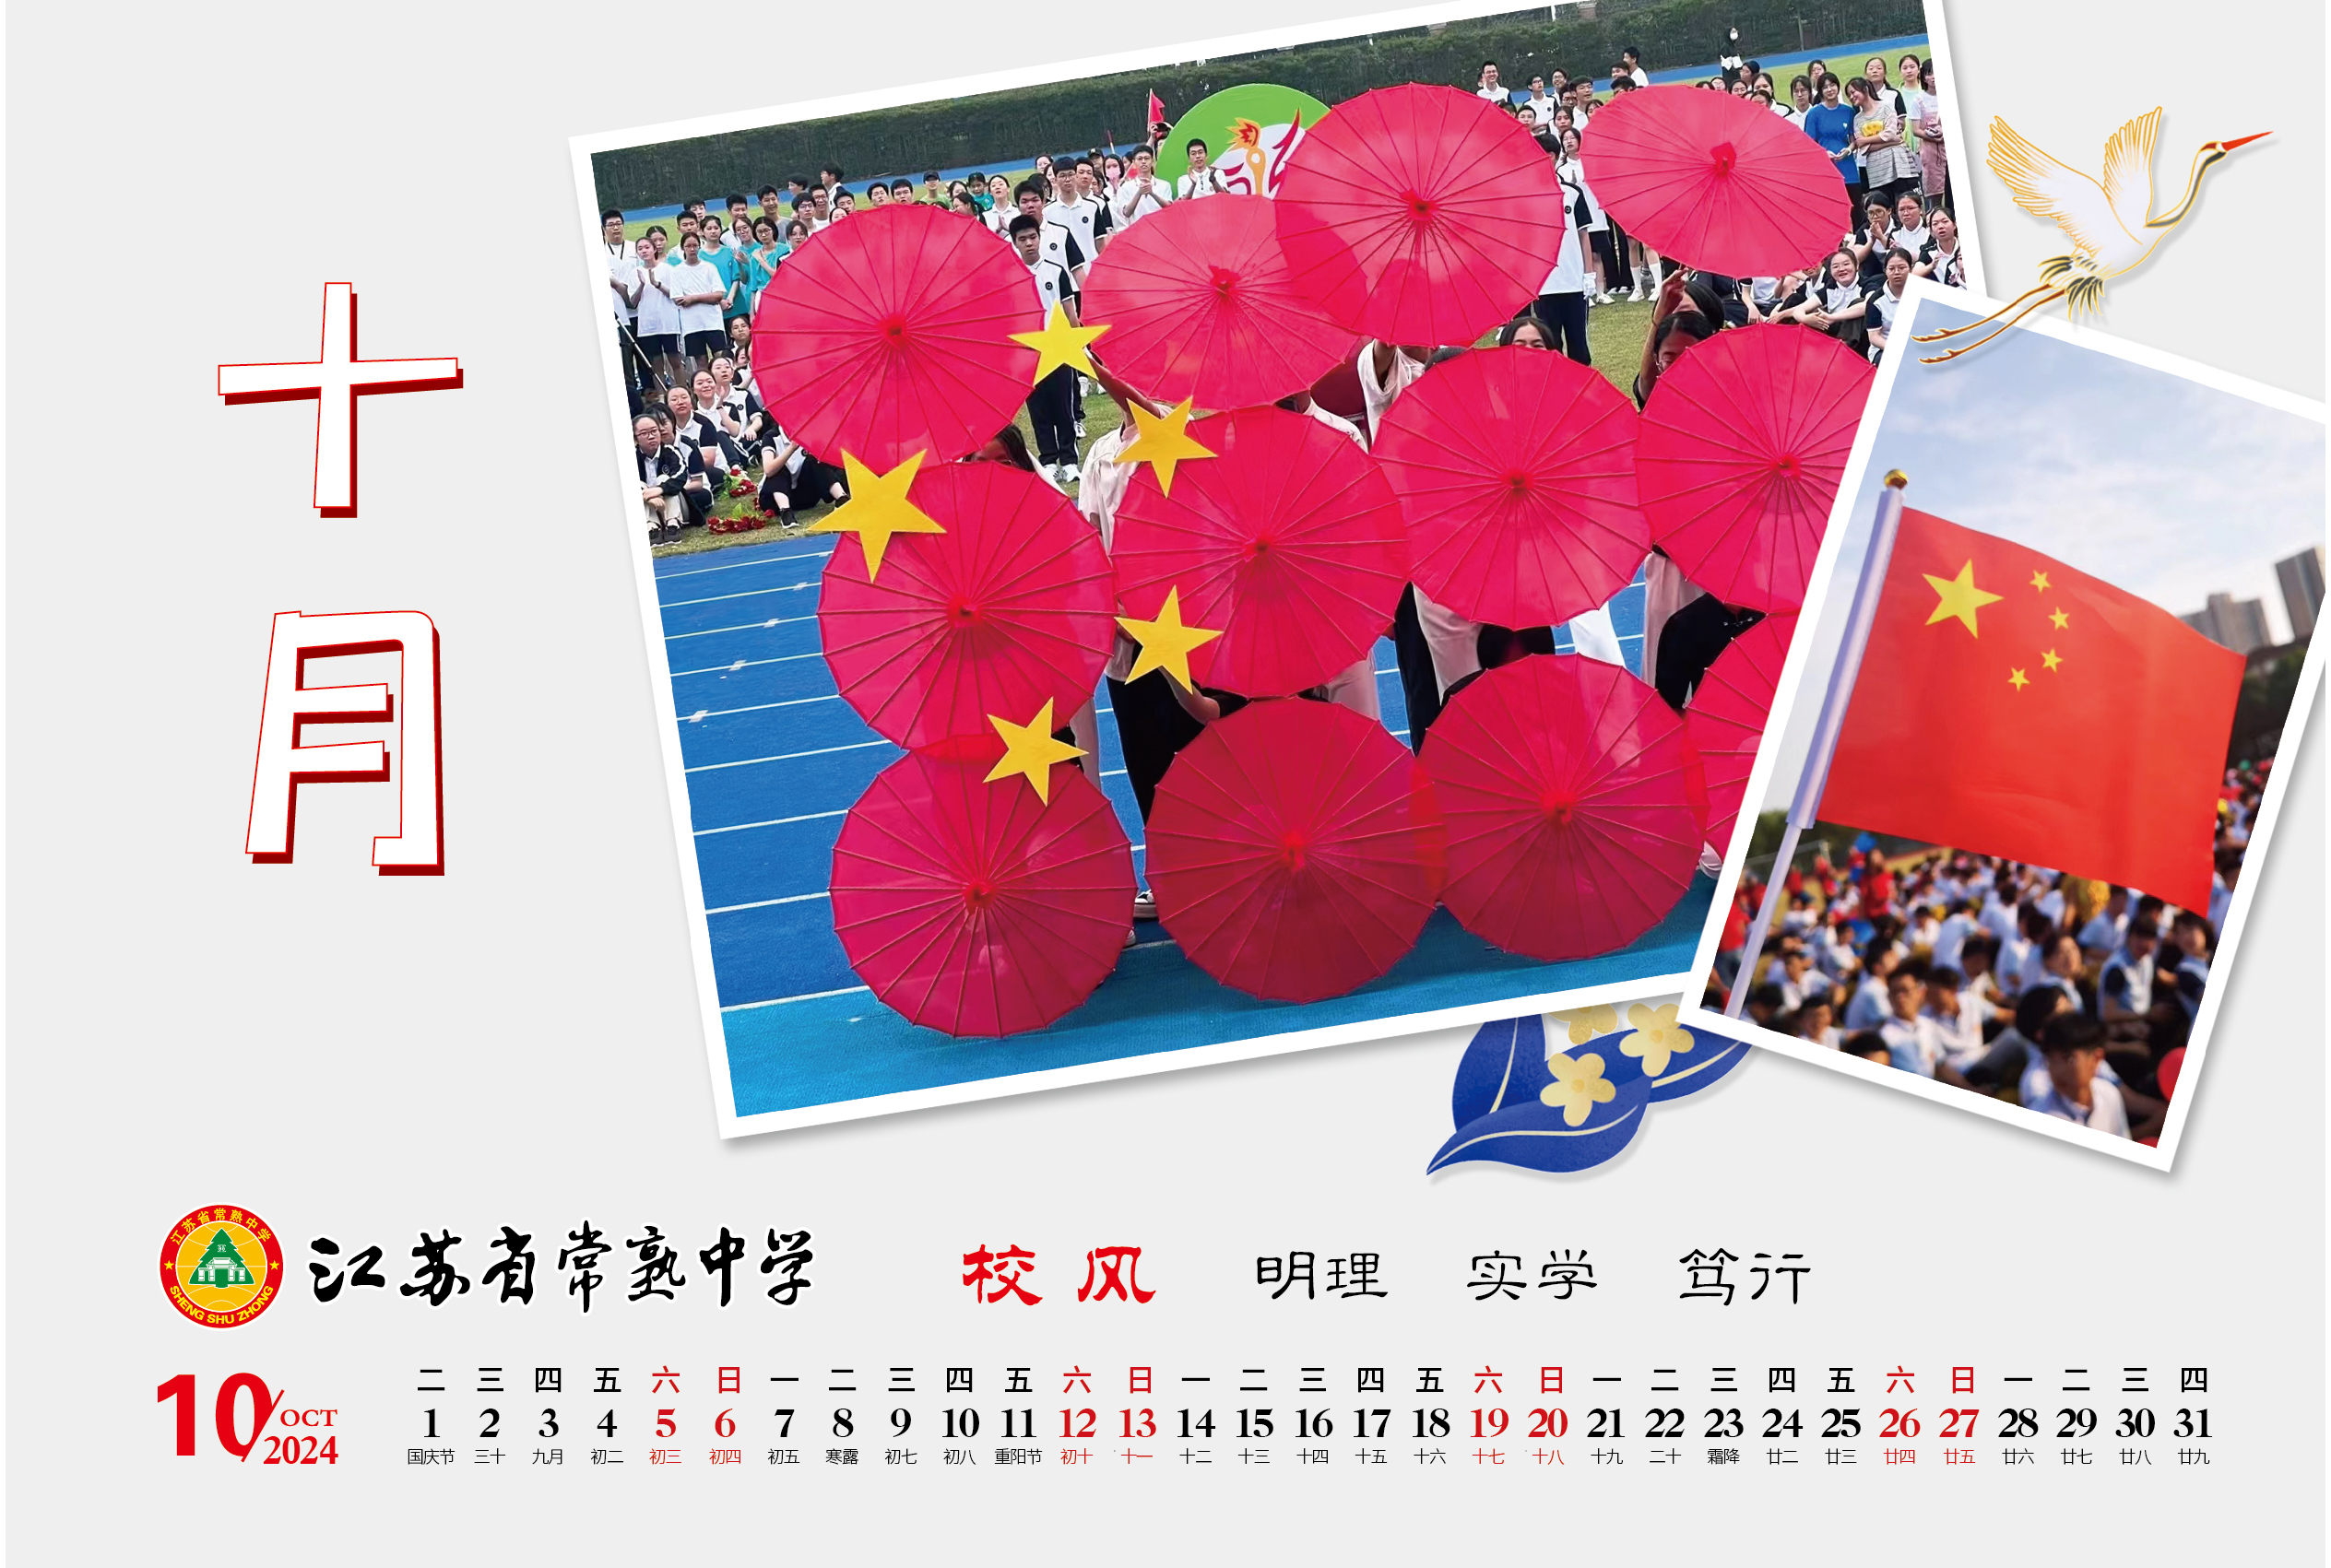 十
月
江苏省常熟中学
SHENG SHU ZHONG
江苏省常熟中学
校风 明理 实学 笃行
10/OCT
2024
二 三 四 五 六 日 一 二 三 四 五 六 日 一 二 三 四 五 六 日 一 二 三 四 五 六 日 一 二 三 四
1 2 3 4 5 6 7 8 9 10 11 12 13 14 15 16 17 18 19 20 21 22 23 24 25 26 27 28 29 30 31
国庆节 三十 九月 初二 初三 初四 初五 寒露 初七 初八 重阳节 初十 十一 十二 十三 十四 十五 十六 十七 十八 十九 二十 霜降 廿二 廿三 廿四 廿五 廿六 廿七 廿八 廿九